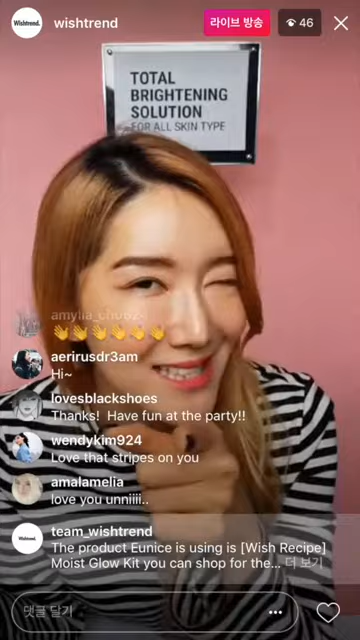 Wishtrend.
wishtrend
라이브 방송
46
TOTAL
BRIGHTENING
SOLUTION
FOR ALL SKIN TYPE
aerirusdr3am
Hi~
lovesblackshoes
Thanks! Have fun at the party!!
wendykim924
Love that stripes on you
amalamelia
love you unniiii..
Wishtrend.
team_wishtrend
The product Eunice is using is [Wish Recipe]
Moist Glow Kit you can shop for the... 더 보기
댓글 달기